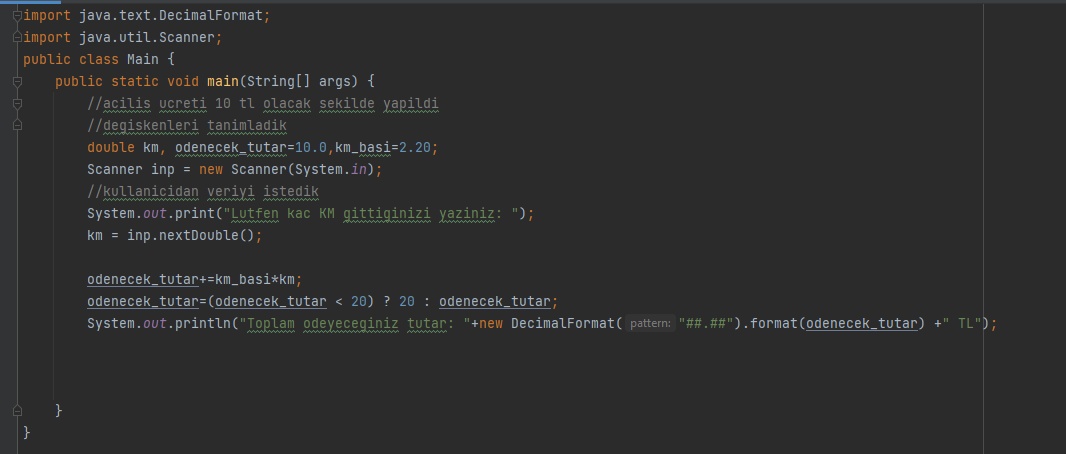 import java.text.DecimalFormat;
import java.util.Scanner;
public class Main {
    public static void main(String[] args) {
        //acilis ucreti 10 tl olacak sekilde yapildi
        //degiskenleri tanimladik
        double km, odenecek_tutar=10.0,km_basi=2.20;
        Scanner inp = new Scanner(System.in);
        //kullanicidan veriyi istedik
        System.out.print("Lutfen kac KM gittiginizi yaziniz: ");
        km = inp.nextDouble();
        odenecek_tutar+=km_basi*km;
        odenecek_tutar=(odenecek_tutar < 20) ? 20 : odenecek_tutar;
        System.out.println("Toplam odeyeceginiz tutar: "+new DecimalFormat( pattern: "##.##").format(odenecek_tutar) +" TL");
    }
}